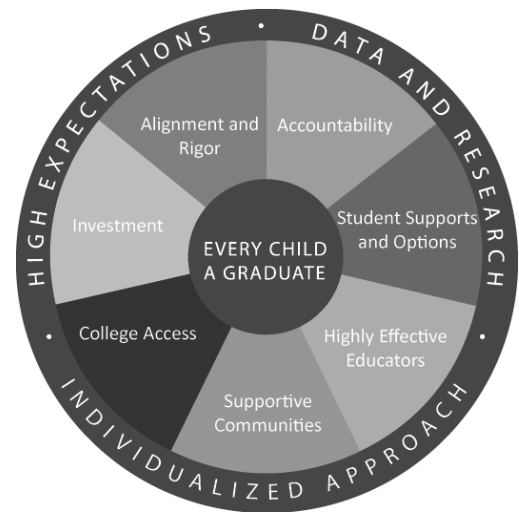 HIGH EXPECTATIONS • DATA AND RESEARCH • INDIVIDUALIZED APPROACH •
Alignment and
Rigor
Accountability
Student Supports
and Options
Highly Effective
Educators
Supportive
Communities
College Access
Investment
EVERY CHILD
A GRADUATE